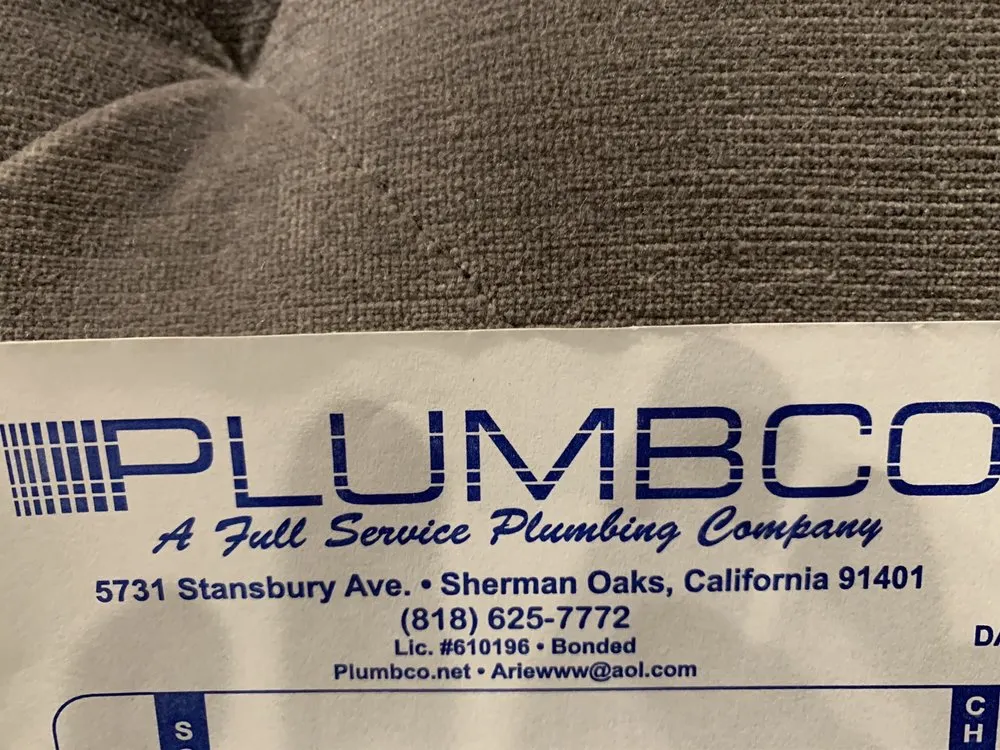 PLUMBCO
A Full Service Plumbing Company
5731 Stansbury Ave. • Sherman Oaks, California 91401
(818) 625-7772
Lic. #610196 • Bonded
Plumbco.net • Ariewww@aol.com